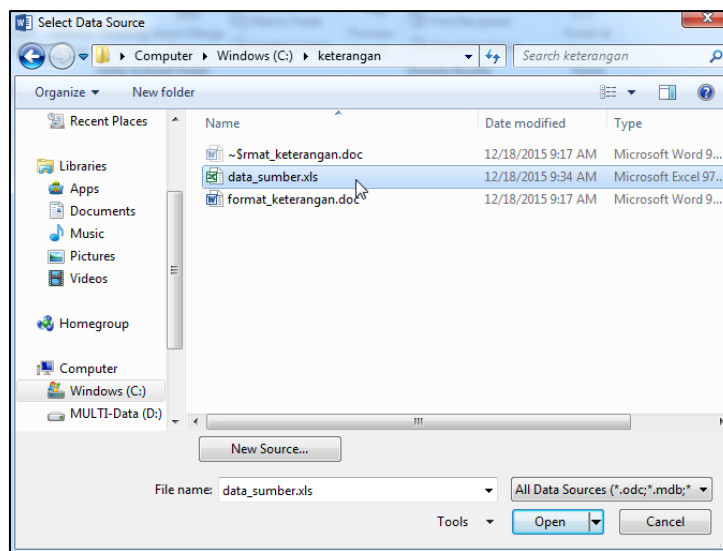 Select Data Source
Computer Windows (C:) keterangan
Search keterangan
Organize New folder
Recent Places
Libraries
Apps
Documents
Music
Pictures
Videos
Homegroup
Computer
Windows (C:)
MULTI-Data (D:)
Name Date modified Type
~$rmat_keterangan.doc 12/18/2015 9:17 AM Microsoft Word 9...
data_sumber.xls 12/18/2015 9:34 AM Microsoft Excel 97...
format_keterangan.doc 12/18/2015 9:17 AM Microsoft Word 9...
New Source...
File name: data_sumber.xls All Data Sources (*.odc;*.mdb;*
Tools Open Cancel